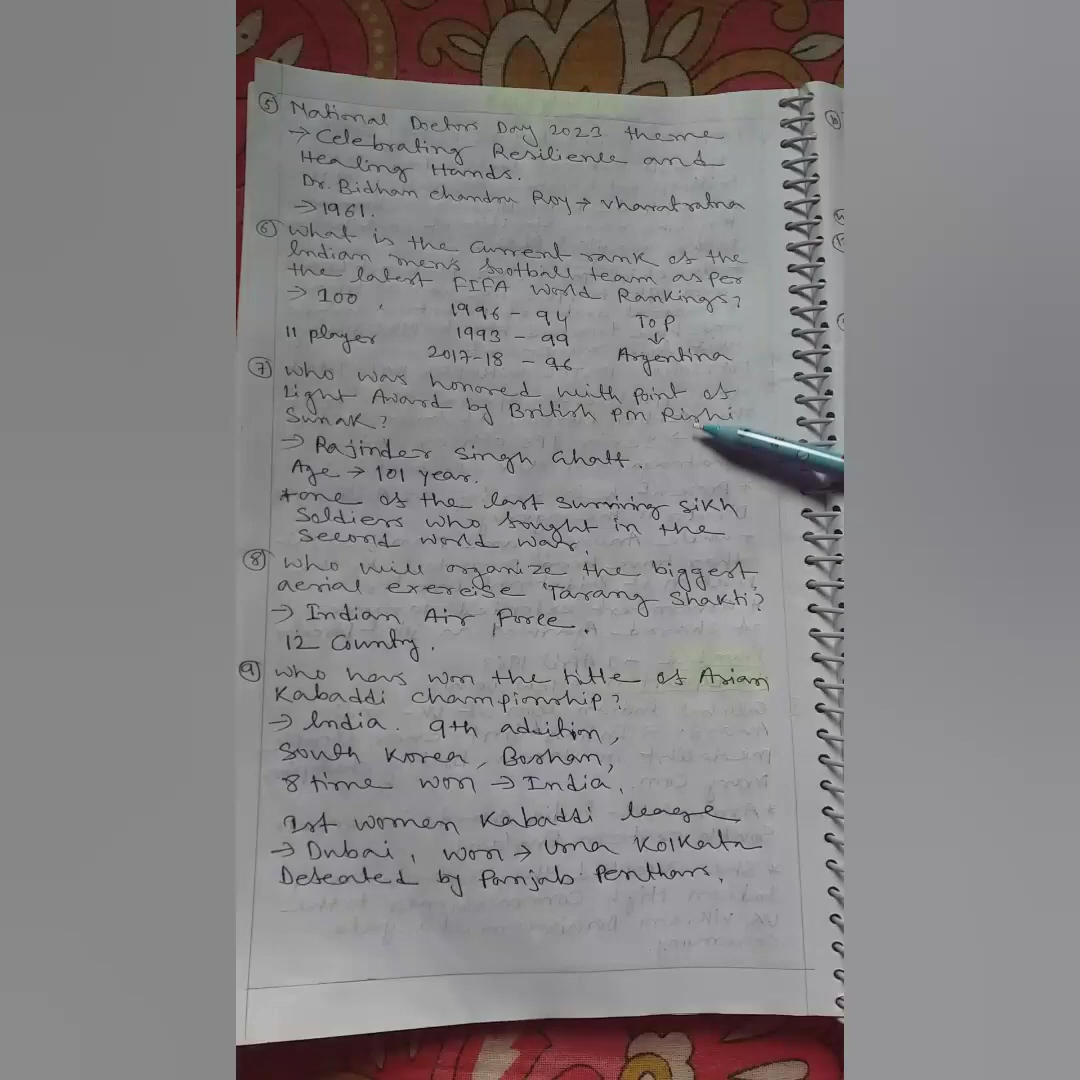 5 National Doctors Day 2023 theme
→ Celebrating Resilience and
Healing Hands.
Dr. Bidhan Chandra Roy → vharatratna
→ 1961.
6 What is the current rank of the
Indian men's football team as per
the latest FIFA World Rankings?
→ 100
1996 - 94 Top
↓
11 player 1993 - 99
2017-18 - 96 Argentina
7 Who was honored with Point of
Light Award by British Pm Rishi
Sunak?
→ Rajinder Singh Dhatt.
Age → 101 year.
* one of the last surviving sikh
Soldiers who fought in the
Second world war.
8 Who will organize the biggest
aerial exercise 'Tarang Shakti?
→ Indian Air Force.
12 Country.
9 Who has won the title of Asian
Kabaddi championship?
→ India. 9th addition,
South Korea, Boshan,
8 time won → India.
1st women Kabaddi league
→ Dubai, won → Uma Kolkata
Defeated by Panjab Penthars.